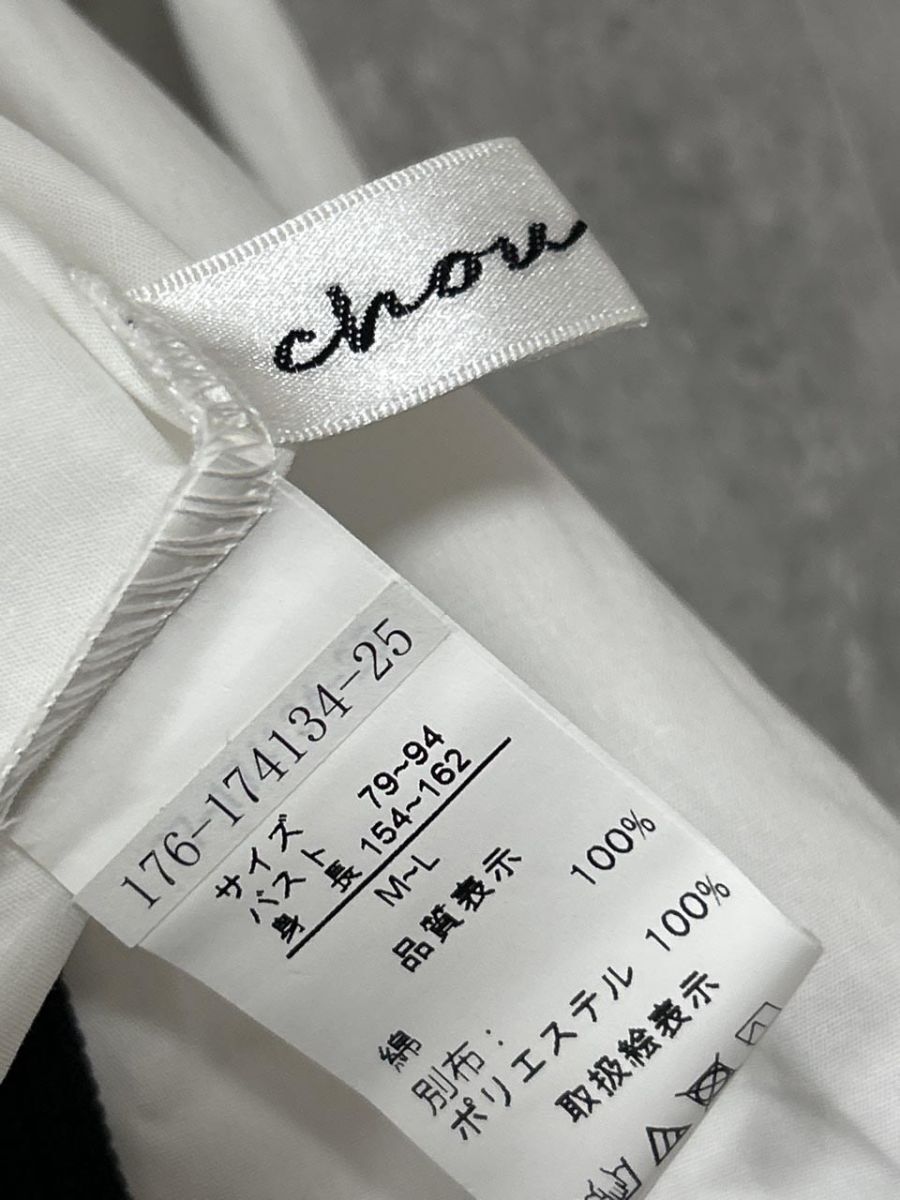 chou
176-174134-25
サイズ
バスト 79~94
身 長 154~162
M~L
品質表示
綿 100%
別布:
ポリエステル 100%
取扱絵表示